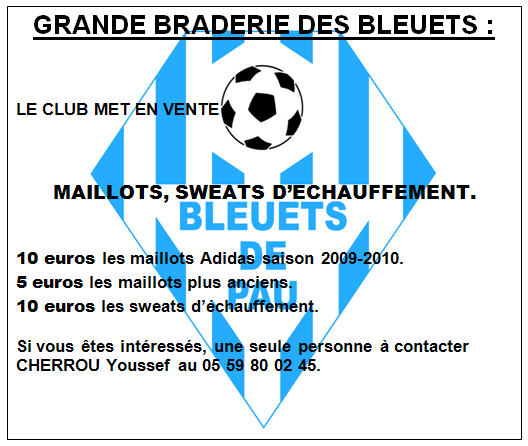 GRANDE BRADERIE DES BLEUETS :
LE CLUB MET EN VENTE
MAILLOTS, SWEATS D’ECHAUFFEMENT.
BLEUETS
DE
PAU
10 euros les maillots Adidas saison 2009-2010.
5 euros les maillots plus anciens.
10 euros les sweats d’échauffement.
Si vous êtes intéressés, une seule personne à contacter
CHERROU Youssef au 05 59 80 02 45.